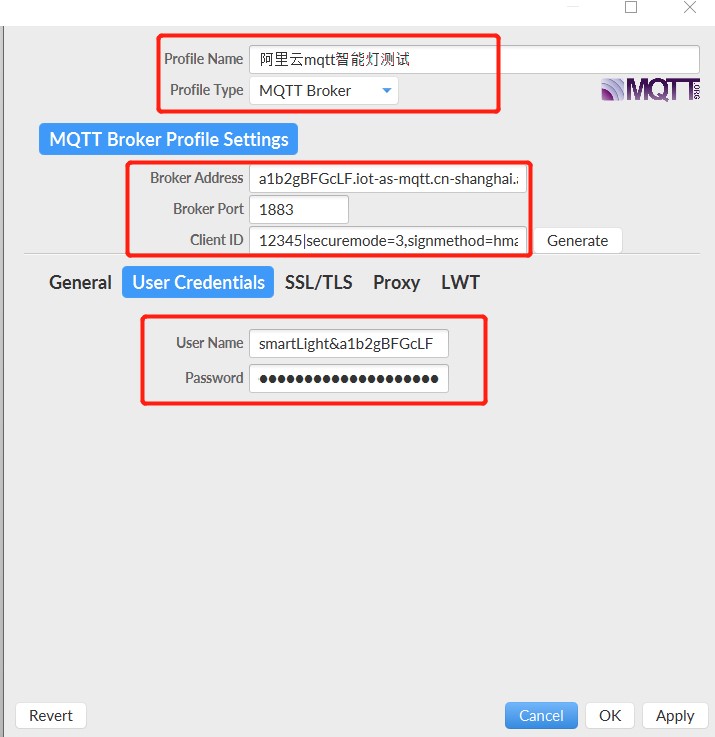 Profile Name 阿里云mqtt智能灯测试
Profile Type MQTT Broker
MQTT.ORG
MQTT Broker Profile Settings
Broker Address a1b2gBFGcLF.iot-as-mqtt.cn-shanghai.a
Broker Port 1883
Client ID 12345|securemode=3,signmethod=hma Generate
General User Credentials SSL/TLS Proxy LWT
User Name smartLight&a1b2gBFGcLF
Password ●●●●●●●●●●●●●●●●●●●●
Revert Cancel OK Apply